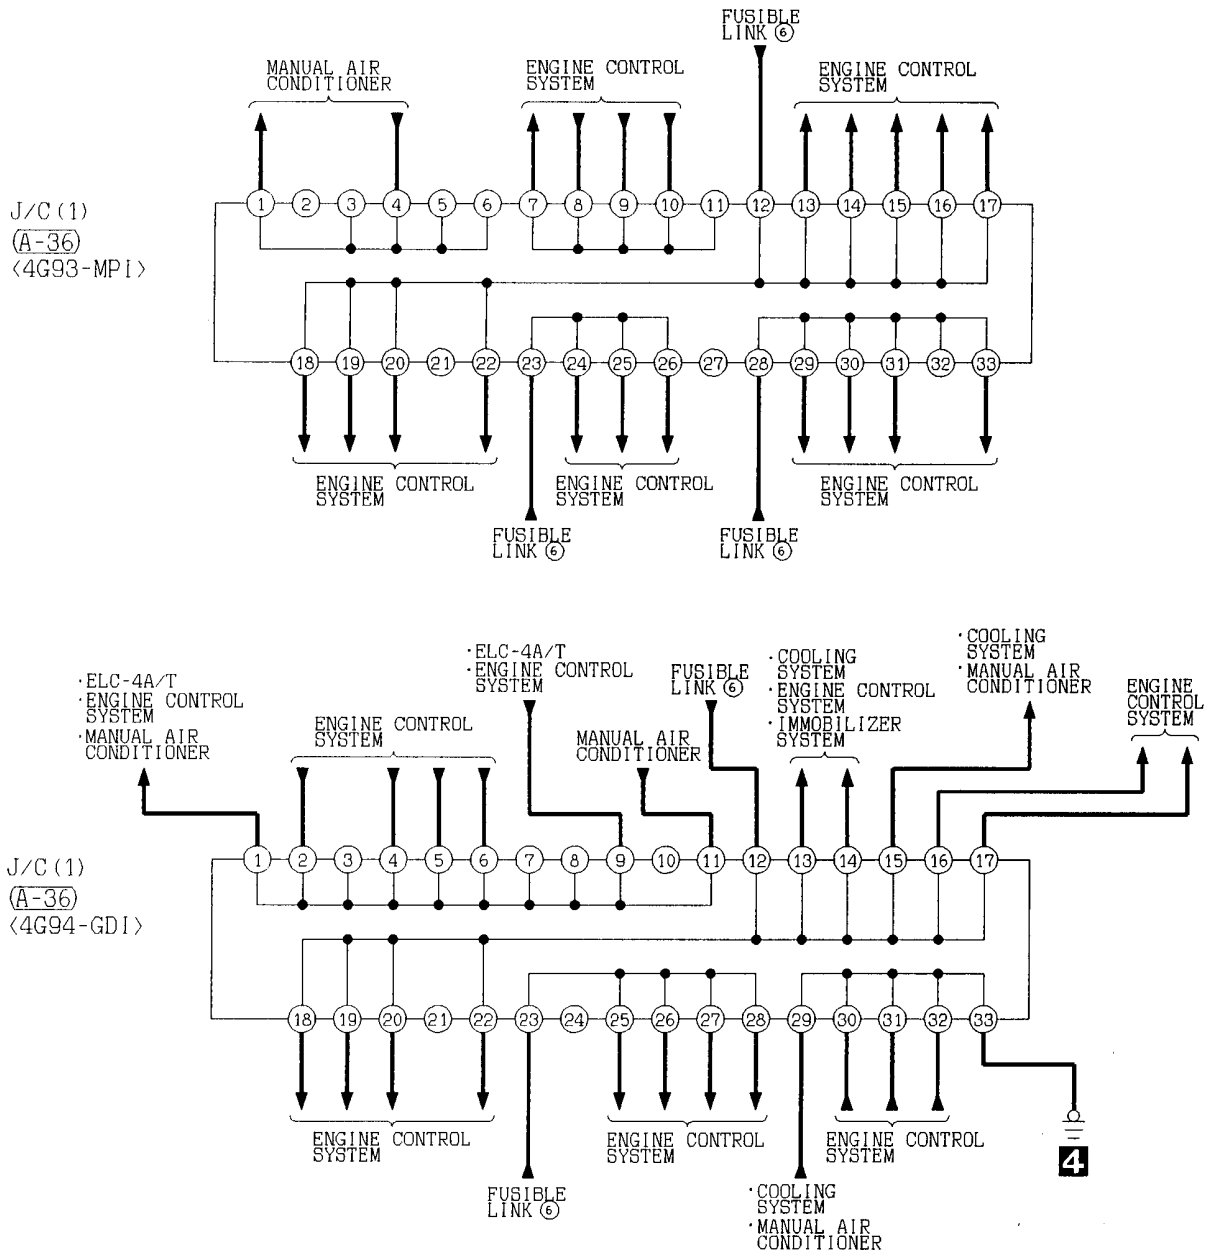 FUSIBLE
LINK ⑥
MANUAL AIR
CONDITIONER
ENGINE CONTROL
SYSTEM
ENGINE CONTROL
SYSTEM
J/C (1)
A-36
<4G93-MPI>
1 2 3 4 5 6 7 8 9 10 11 12 13 14 15 16 17
18 19 20 21 22 23 24 25 26 27 28 29 30 31 32 33
ENGINE CONTROL
SYSTEM
ENGINE CONTROL
SYSTEM
ENGINE CONTROL
SYSTEM
FUSIBLE
LINK ⑥
FUSIBLE
LINK ⑥
·ELC-4A/T
·ENGINE CONTROL
SYSTEM
·MANUAL AIR
CONDITIONER
ENGINE CONTROL
SYSTEM
·ELC-4A/T
·ENGINE CONTROL
SYSTEM
MANUAL AIR
CONDITIONER
FUSIBLE
LINK ⑥
·COOLING
SYSTEM
·ENGINE CONTROL
SYSTEM
·IMMOBILIZER
SYSTEM
·COOLING
SYSTEM
·MANUAL AIR
CONDITIONER
ENGINE
CONTROL
SYSTEM
J/C (1)
A-36
<4G94-GDI>
1 2 3 4 5 6 7 8 9 10 11 12 13 14 15 16 17
18 19 20 21 22 23 24 25 26 27 28 29 30 31 32 33
ENGINE CONTROL
SYSTEM
ENGINE CONTROL
SYSTEM
ENGINE CONTROL
SYSTEM
4
FUSIBLE
LINK ⑥
·COOLING
SYSTEM
·MANUAL AIR
CONDITIONER